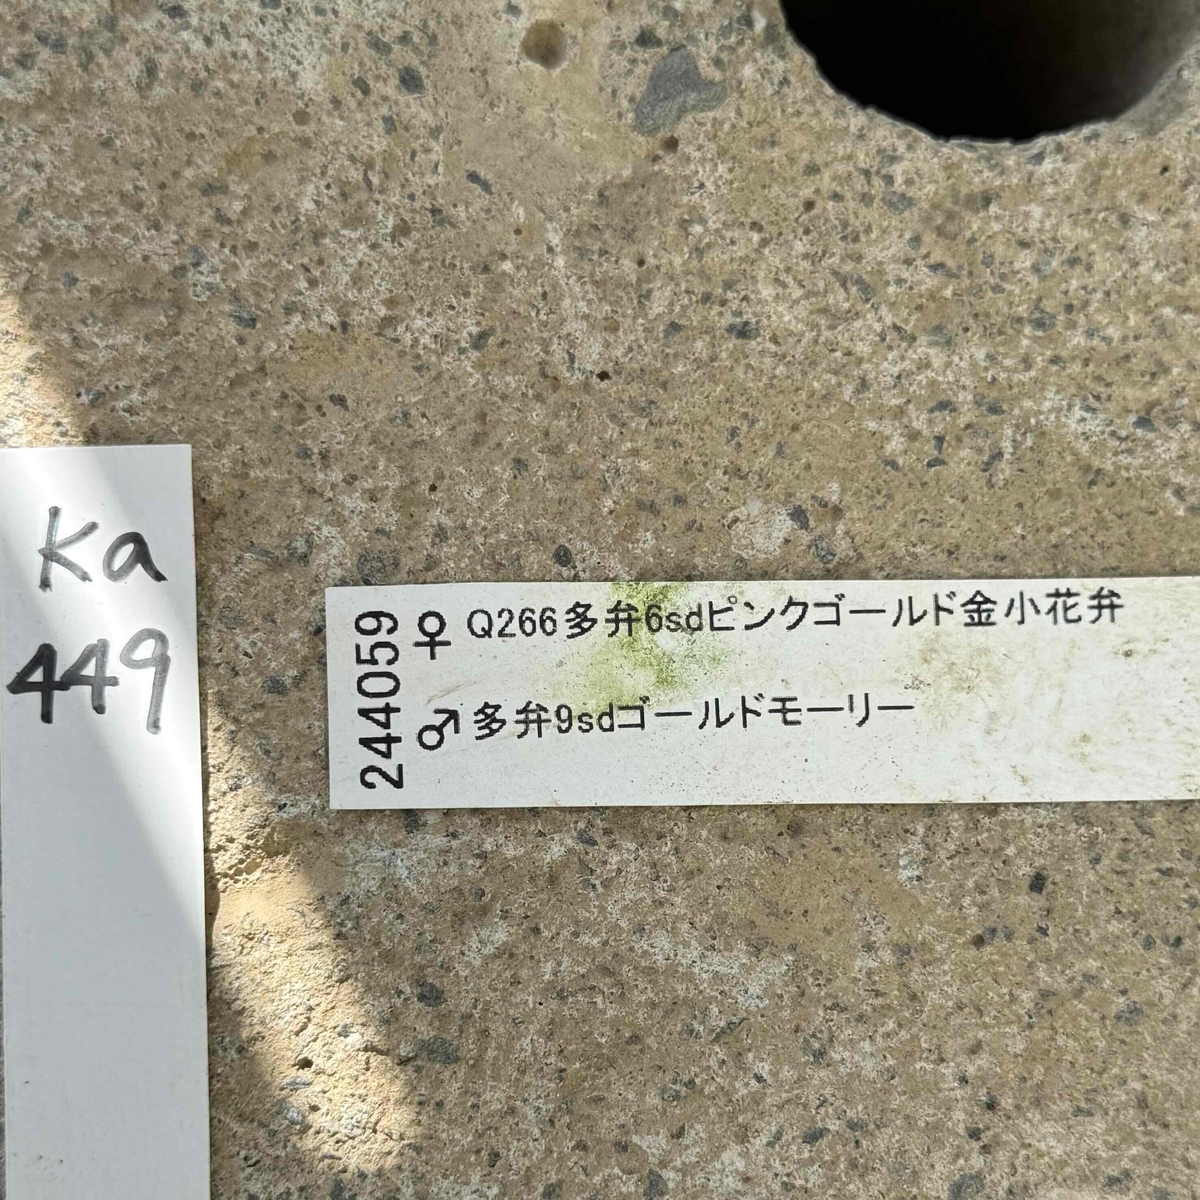 Ka
449
244059
♀ Q266多弁6sdピンクゴールド金小花弁
♂ 多弁9sdゴールドモーリー